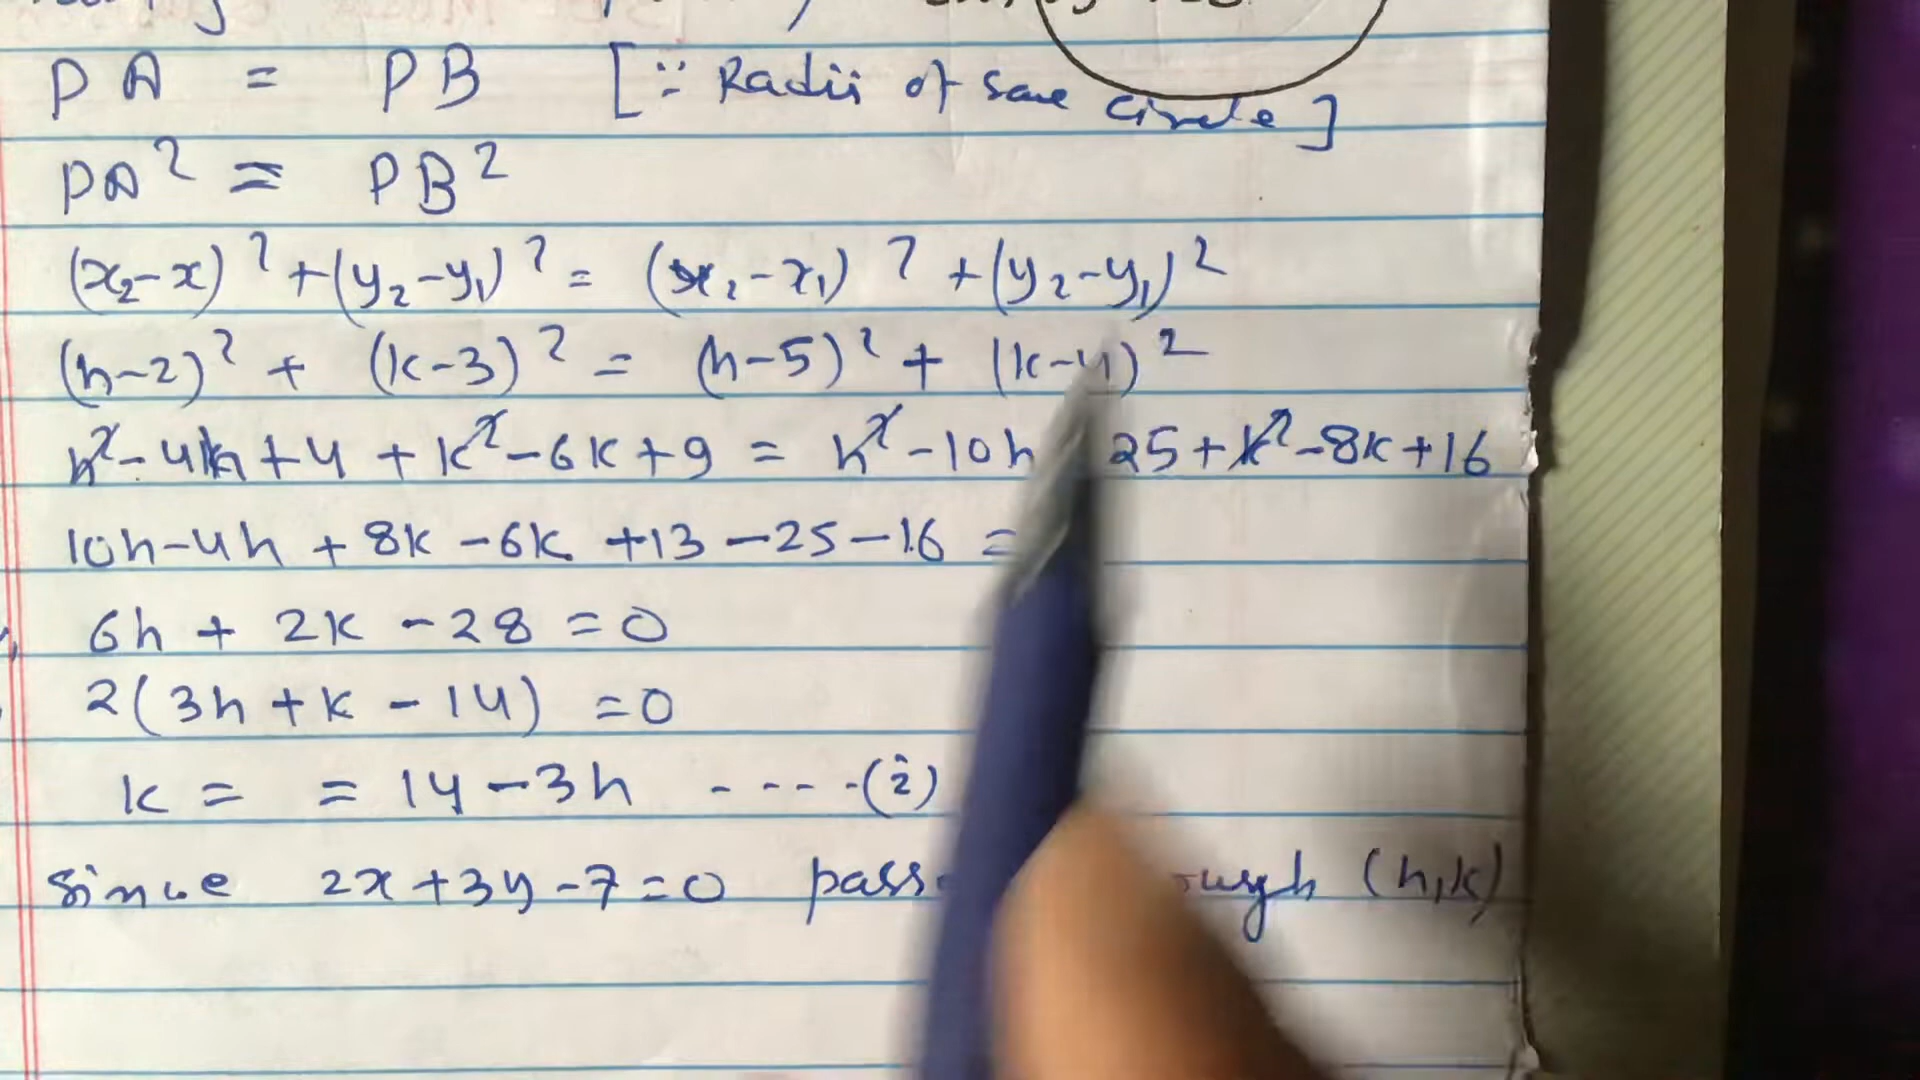 PA = PB [∵ Radii of same circle]
PA² = PB²
(x₂-x)² + (y₂-y₁)² = (x₂-x₁)² + (y₂-y₁)²
(h-2)² + (k-3)² = (h-5)² + (k-4)²
h²-4h+4+k²-6k+9 = h²-10h 25+k²-8k+16
10h-4h+8k-6k+13-25-16 =
6h+2k-28=0
2(3h+k-14)=0
k = = 14-3h ----(i)
since 2x+3y-7=0 (h,k)